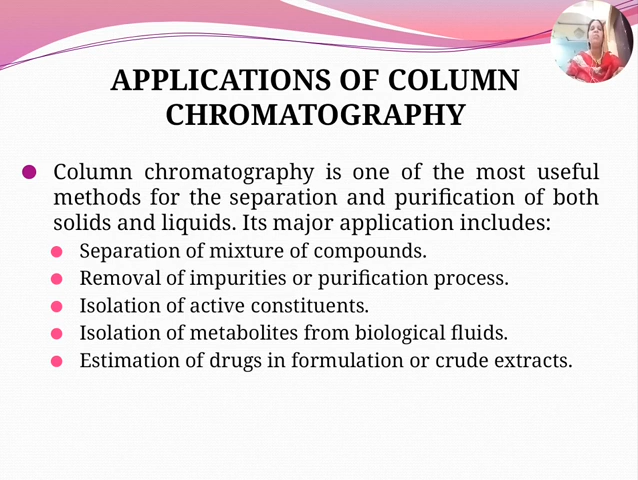 APPLICATIONS OF COLUMN
CHROMATOGRAPHY
Column chromatography is one of the most useful
methods for the separation and purification of both
solids and liquids. Its major application includes:
Separation of mixture of compounds.
Removal of impurities or purification process.
Isolation of active constituents.
Isolation of metabolites from biological fluids.
Estimation of drugs in formulation or crude extracts.